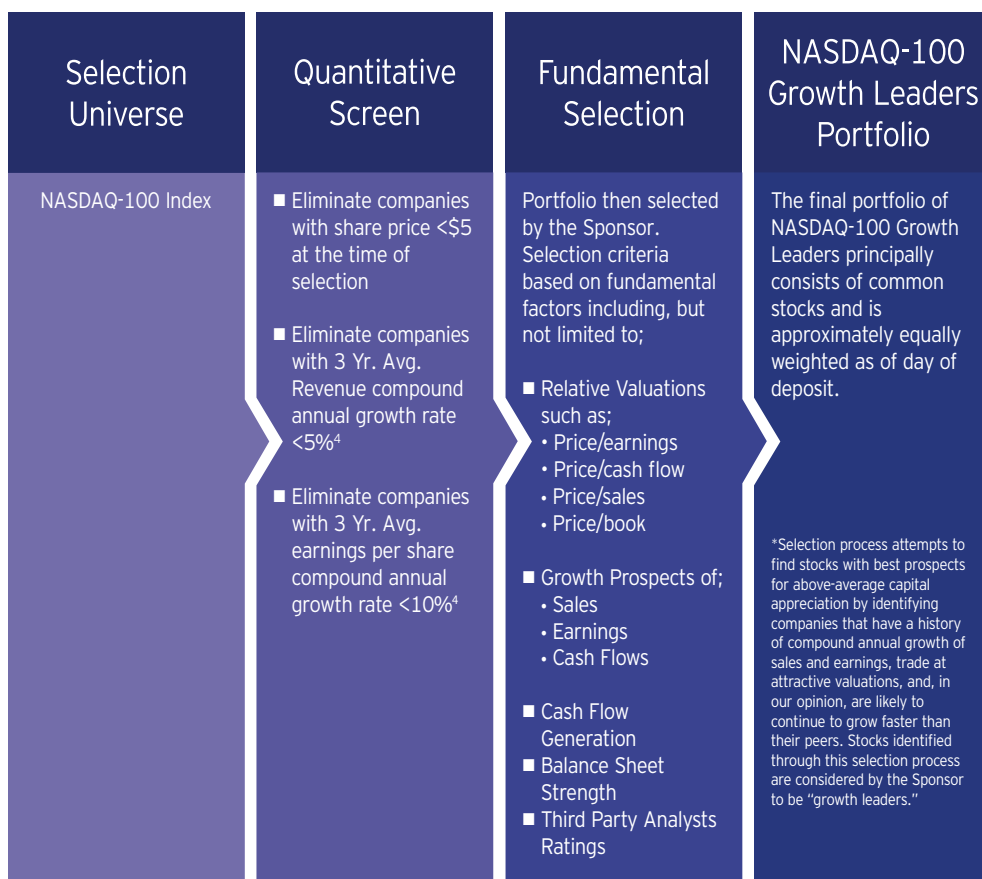 Selection
Universe
NASDAQ-100 Index
Quantitative
Screen
■ Eliminate companies
with share price <$5
at the time of
selection
■ Eliminate companies
with 3 Yr. Avg.
Revenue compound
annual growth rate
<5%⁴
■ Eliminate companies
with 3 Yr. Avg.
earnings per share
compound annual
growth rate <10%⁴
Fundamental
Selection
Portfolio then selected
by the Sponsor.
Selection criteria
based on fundamental
factors including, but
not limited to;
■ Relative Valuations
such as;
• Price/earnings
• Price/cash flow
• Price/sales
• Price/book
■ Growth Prospects of;
• Sales
• Earnings
• Cash Flows
■ Cash Flow
Generation
■ Balance Sheet
Strength
■ Third Party Analysts
Ratings
NASDAQ-100
Growth Leaders
Portfolio
The final portfolio of
NASDAQ-100 Growth
Leaders principally
consists of common
stocks and is
approximately equally
weighted as of day of
deposit.
*Selection process attempts to
find stocks with best prospects
for above-average capital
appreciation by identifying
companies that have a history
of compound annual growth of
sales and earnings, trade at
attractive valuations, and, in
our opinion, are likely to
continue to grow faster than
their peers. Stocks identified
through this selection process
are considered by the Sponsor
to be “growth leaders.”